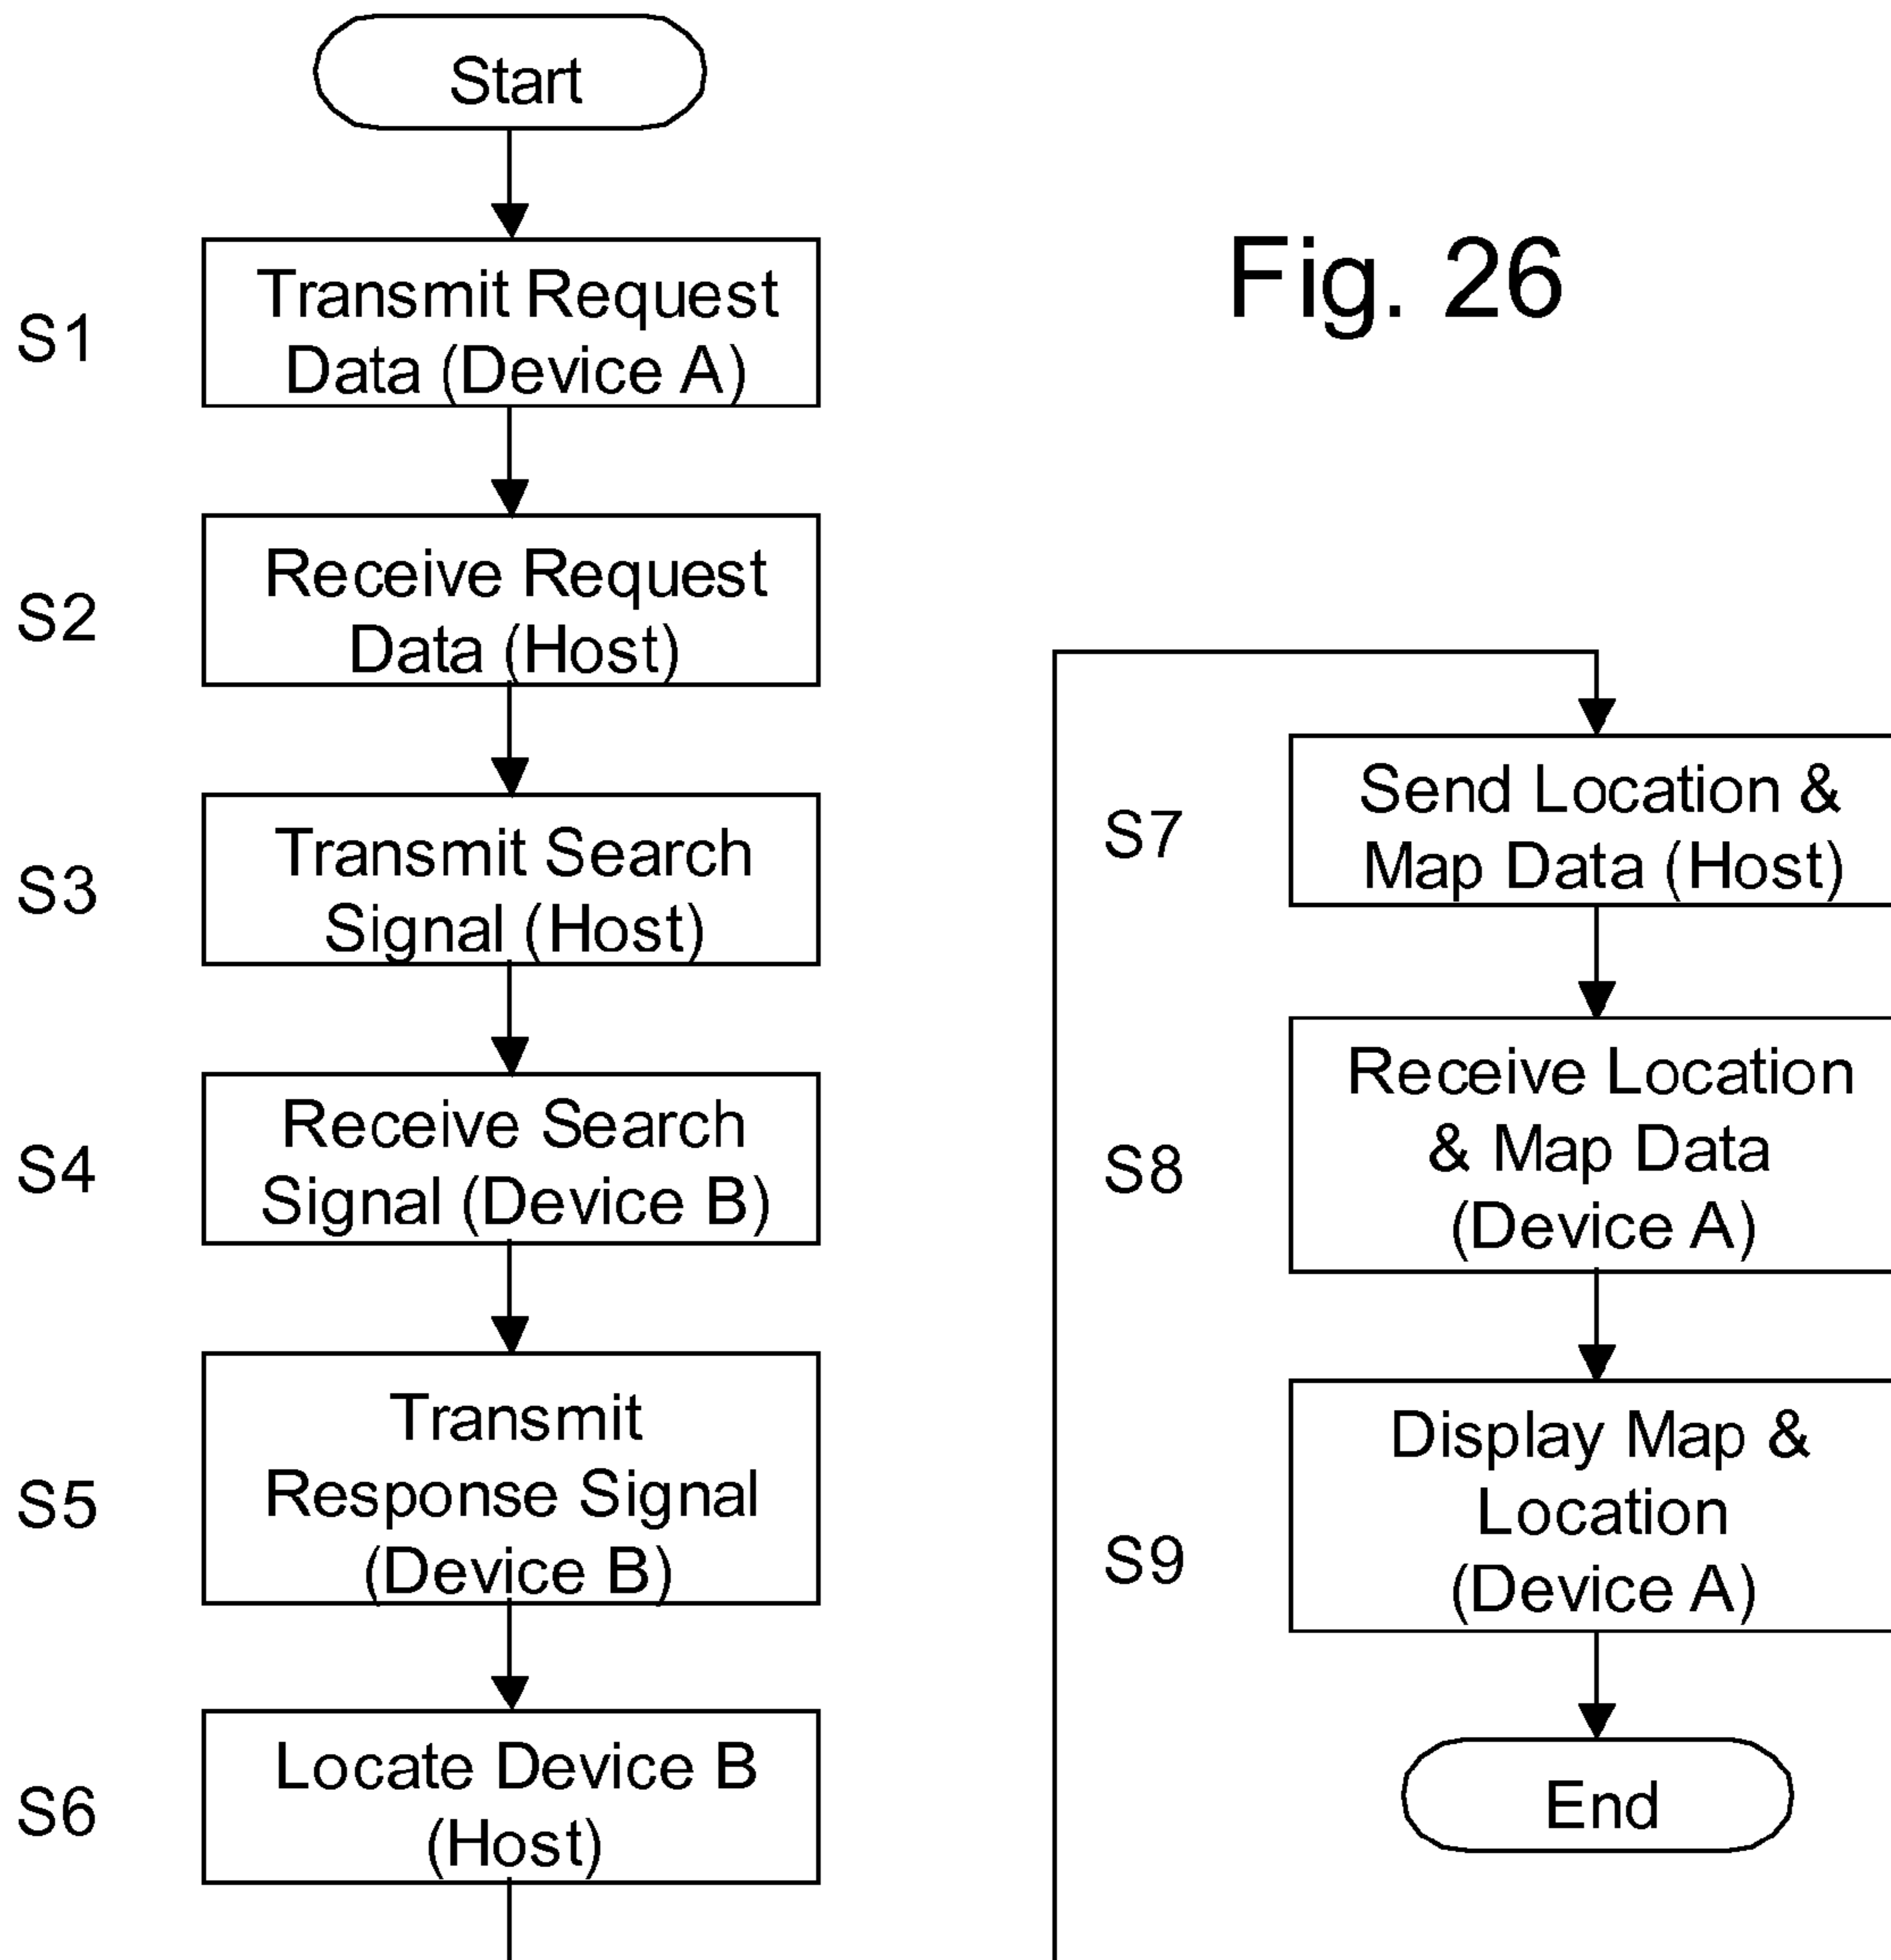 Start
Fig. 26
S1
Transmit Request
Data (Device A)
S2
Receive Request
Data (Host)
S3
Transmit Search
Signal (Host)
S4
Receive Search
Signal (Device B)
S5
Transmit
Response Signal
(Device B)
S6
Locate Device B
(Host)
S7
Send Location &
Map Data (Host)
S8
Receive Location
& Map Data
(Device A)
S9
Display Map &
Location
(Device A)
End